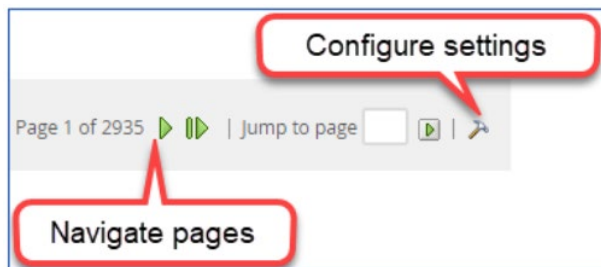 Configure settings
Page 1 of 2935 | Jump to page |
Navigate pages